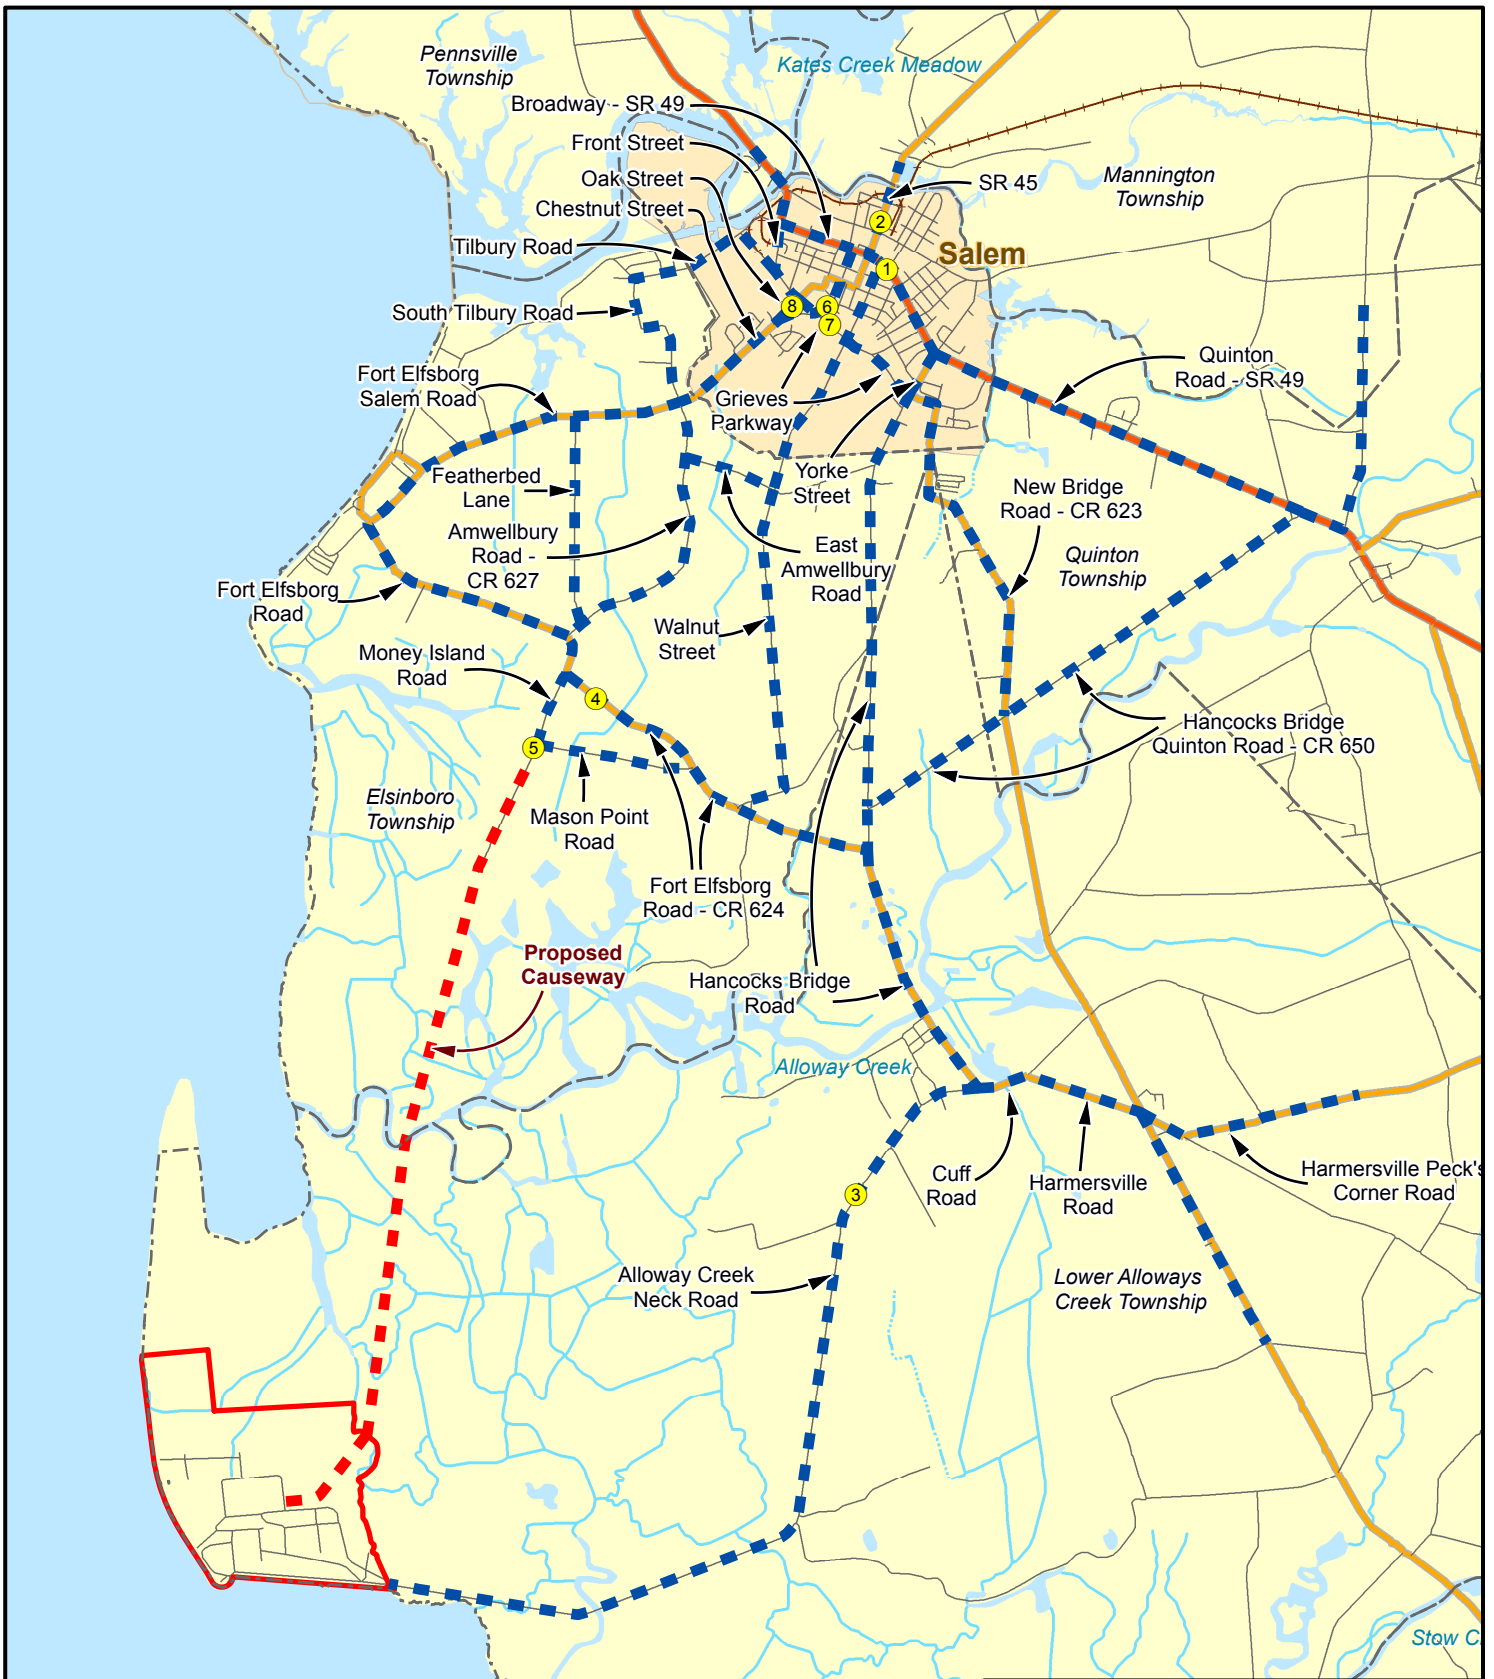 Pennsville
Township
Kates Creek Meadow
Broadway - SR 49
Front Street
Oak Street
Chestnut Street
Tilbury Road
SR 45
Mannington
Township
2
Salem
1
South Tilbury Road
8
6
7
Fort Elfsborg
Salem Road
Grieves
Parkway
Quinton
Road - SR 49
Featherbed
Lane
Yorke
Street
New Bridge
Road - CR 623
Amwellbury
Road -
CR 627
East
Amwellbury
Road
Quinton
Township
Fort Elfsborg
Road
Walnut
Street
Money Island
Road
4
5
Hancocks Bridge
Quinton Road - CR 650
Elsinboro
Township
Mason Point
Road
Fort Elfsborg
Road - CR 624
Proposed
Causeway
Hancocks Bridge
Road
Alloway Creek
Cuff
Road
Harmersville
Road
Harmersville Peck's
Corner Road
3
Alloway Creek
Neck Road
Lower Alloways
Creek Township
Stow C